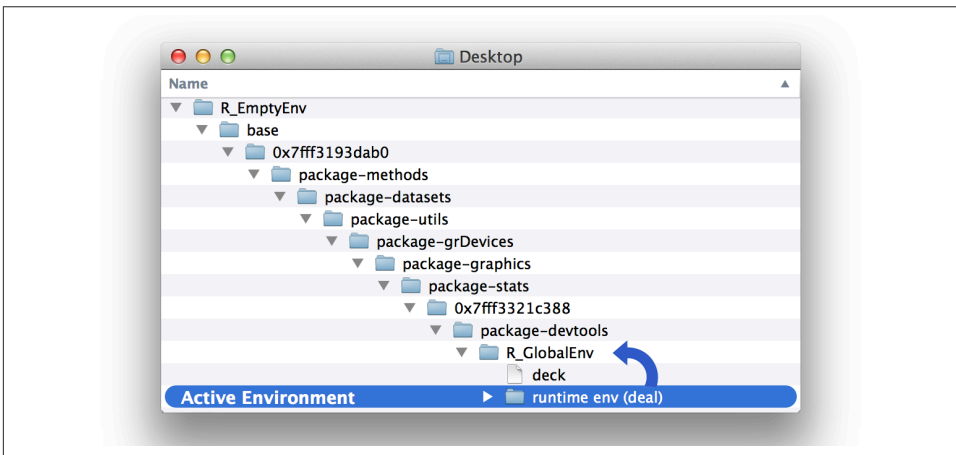 Desktop
Name
R_EmptyEnv
base
0x7fff3193dab0
package-methods
package-datasets
package-utils
package-grDevices
package-graphics
package-stats
0x7fff3321c388
package-devtools
R_GlobalEnv
deck
Active Environment runtime env (deal)